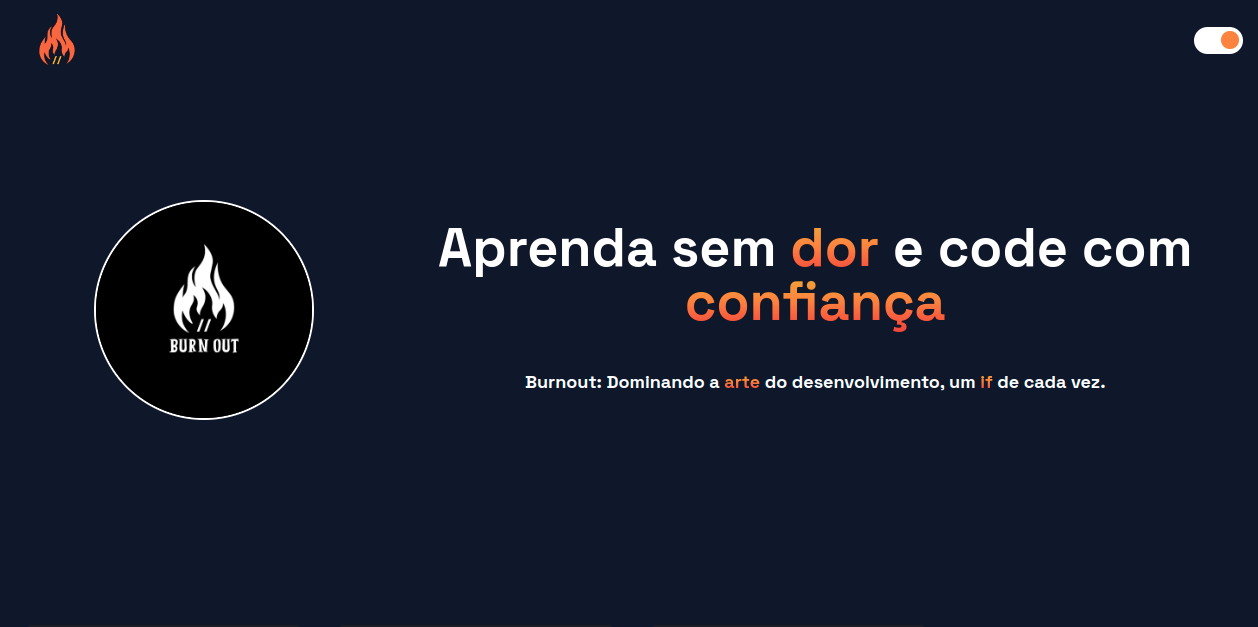 Aprenda sem dor e code com
confiança
BURN OUT
Burnout: Dominando a arte do desenvolvimento, um if de cada vez.